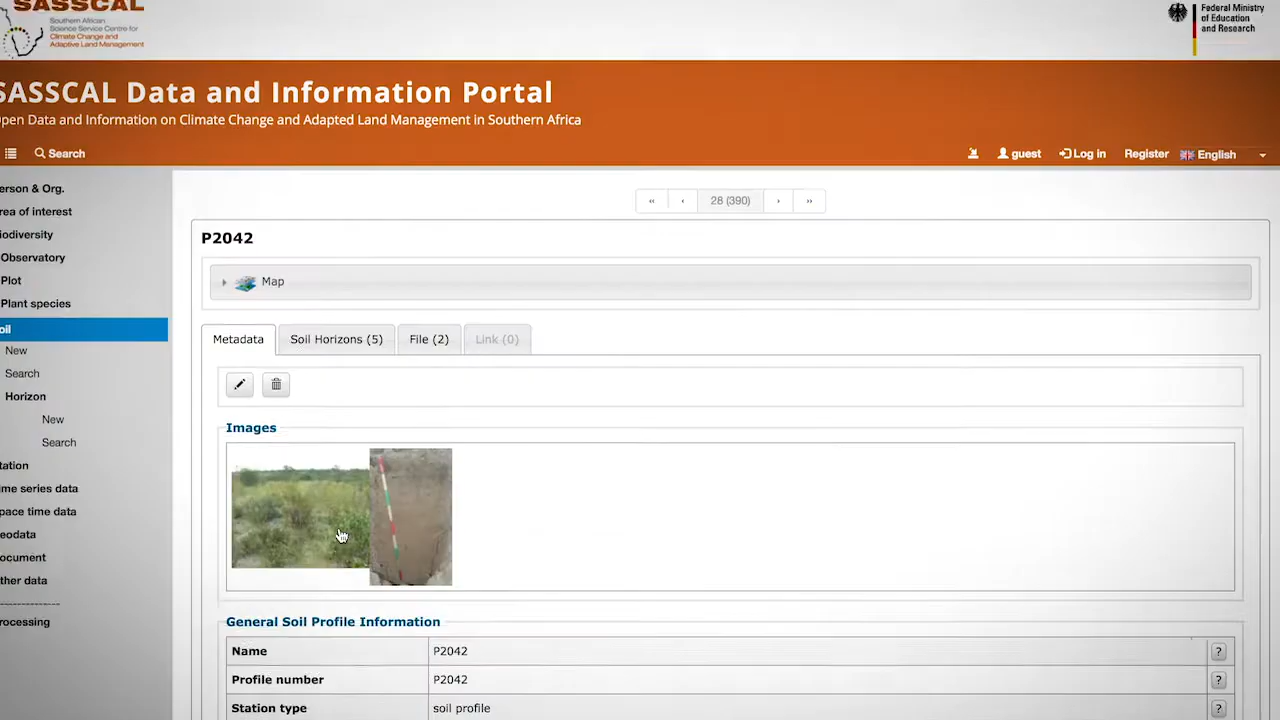 SASSCAL
Southern African
Science Service Centre for
Climate Change and
Adaptive Land Management
Federal Ministry
of Education
and Research
SASSCAL Data and Information Portal
pen Data and Information on Climate Change and Adapted Land Management in Southern Africa
Search
guest
Log in
Register
English
erson & Org.
rea of interest
iodiversity
Observatory
Plot
Plant species
oil
New
Search
Horizon
New
Search
tation
me series data
pace time data
eodata
ocument
ther data
--------------
rocessing
«
‹
28 (390)
›
»
P2042
Map
Metadata
Soil Horizons (5)
File (2)
Link (0)
Images
General Soil Profile Information
Name P2042 ?
Profile number P2042 ?
Station type soil profile ?